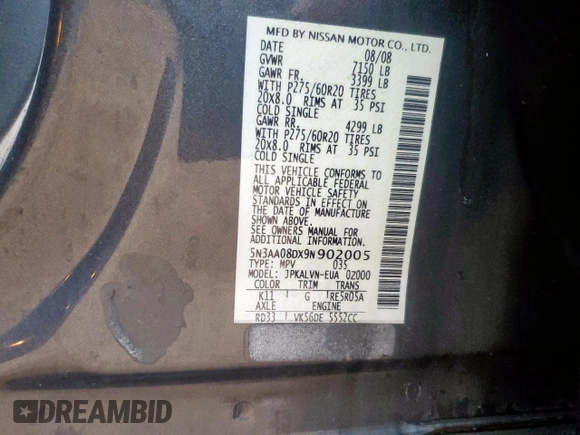 MFD BY NISSAN MOTOR CO., LTD.
DATE 08/08
GVWR 7150 LB
GAWR FR. 3399 LB
WITH P275/60R20 TIRES
20X8.0 RIMS AT 35 PSI
COLD SINGLE
GAWR RR. 4299 LB
WITH P275/60R20 TIRES
20X8.0 RIMS AT 35 PSI
COLD SINGLE
THIS VEHICLE CONFORMS TO
ALL APPLICABLE FEDERAL
MOTOR VEHICLE SAFETY
STANDARDS IN EFFECT ON
THE DATE OF MANUFACTURE
SHOWN ABOVE.
SEE OWNERS MANUAL FOR
ADDITIONAL INFORMATION
5N3AA08DX9N902005
TYPE: MPV 035
MODEL: JPKALVN-EUA 02000
COLOR TRIM TRANS
K11 G RE5R05A
AXLE ENGINE
RD33 VK56DE 5552CC
DREAMBID